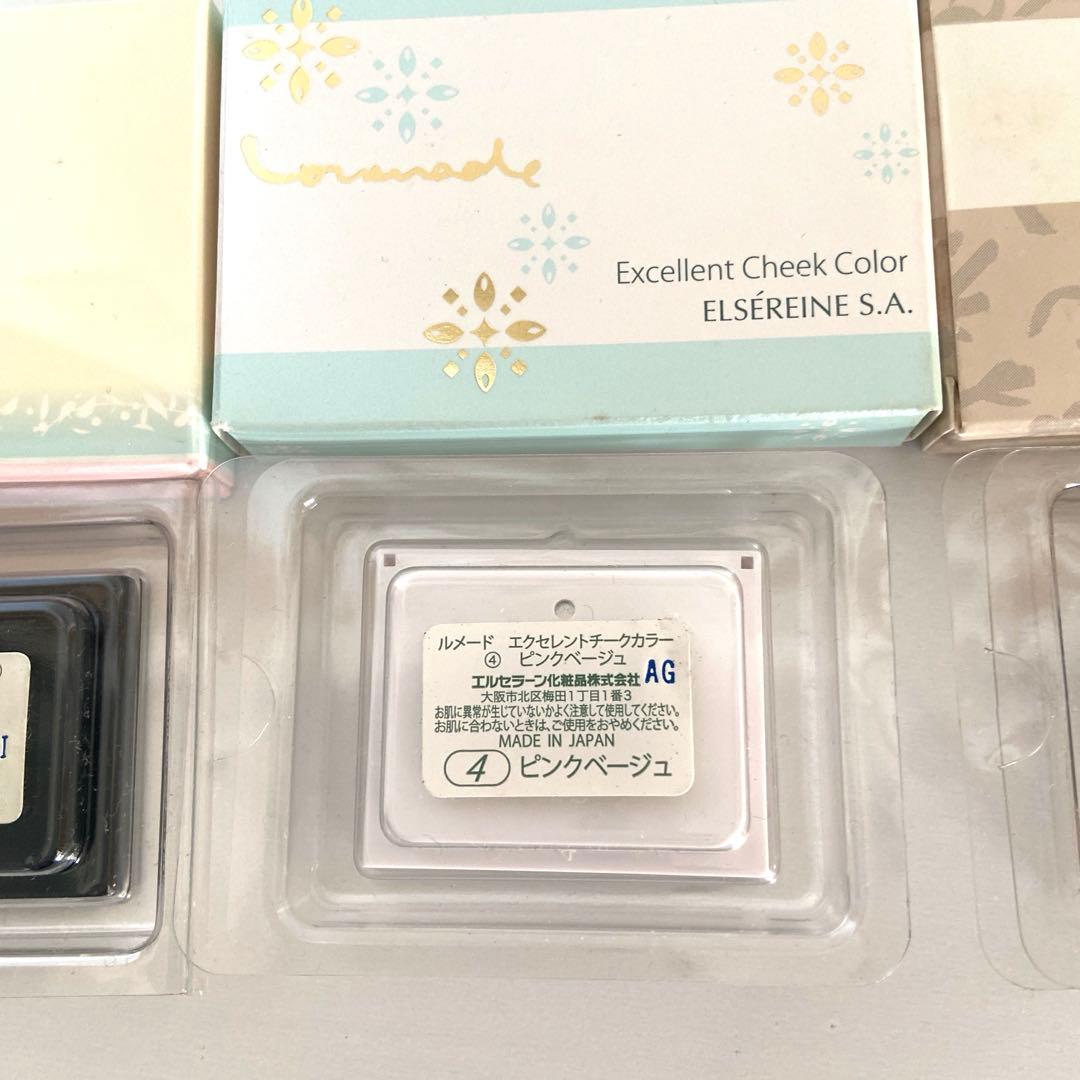 Excellent Cheek Color
ELSÉREINE S.A.
ルメード エクセレントチークカラー
④ ピンクベージュ
エルセラーン化粧品株式会社 AG
大阪市北区梅田1丁目1番3
お肌に異常が生じていないかよく注意して使用してください。
お肌に合わないときは、ご使用をおやめください。
MADE IN JAPAN
4 ピンクベージュ
I